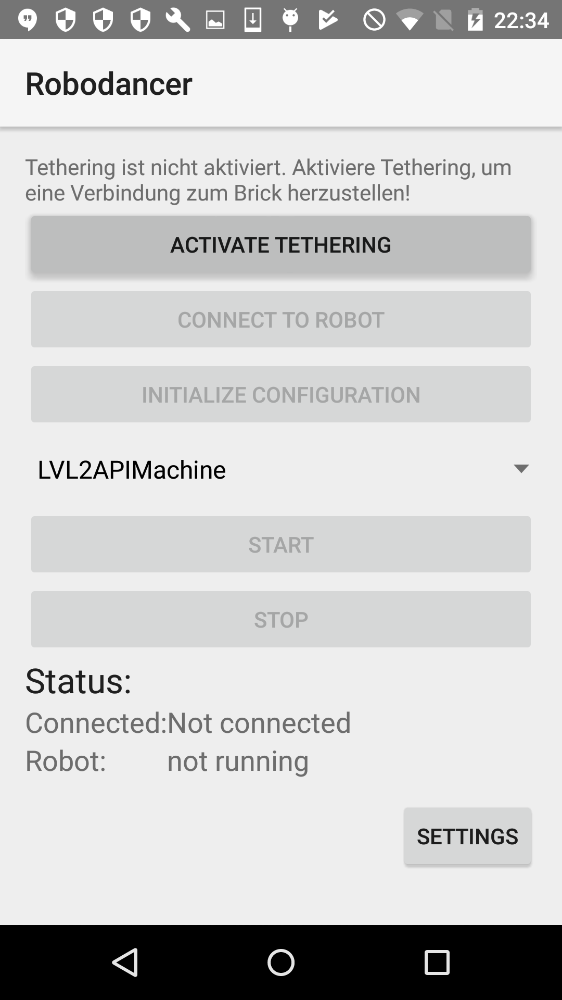 22:34
Robodancer
Tethering ist nicht aktiviert. Aktiviere Tethering, um
eine Verbindung zum Brick herzustellen!
ACTIVATE TETHERING
CONNECT TO ROBOT
INITIALIZE CONFIGURATION
LVL2APIMachine
START
STOP
Status:
Connected:Not connected
Robot: not running
SETTINGS